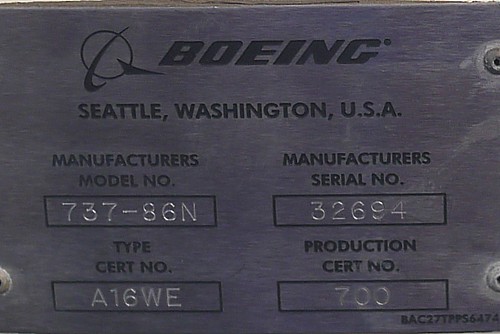 BOEING
SEATTLE, WASHINGTON, U.S.A.
MANUFACTURERS MODEL NO.
737-86N
MANUFACTURERS SERIAL NO.
32694
TYPE CERT NO.
A16WE
PRODUCTION CERT NO.
700
BAC27TPPS6474